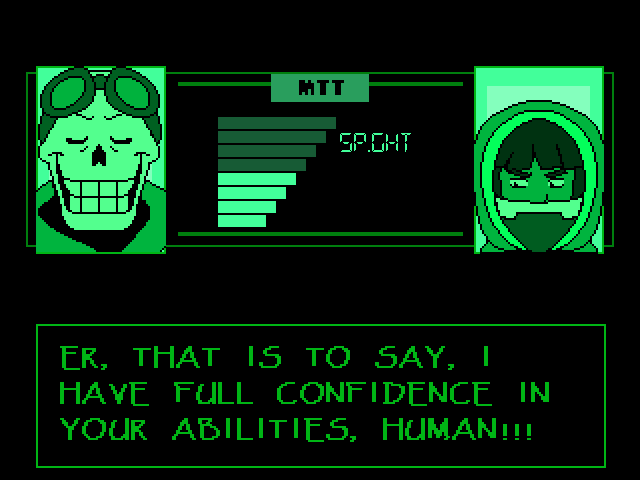 MTT
SP.GHT
ER, THAT IS TO SAY, I
HAVE FULL CONFIDENCE IN
YOUR ABILITIES, HUMAN!!!